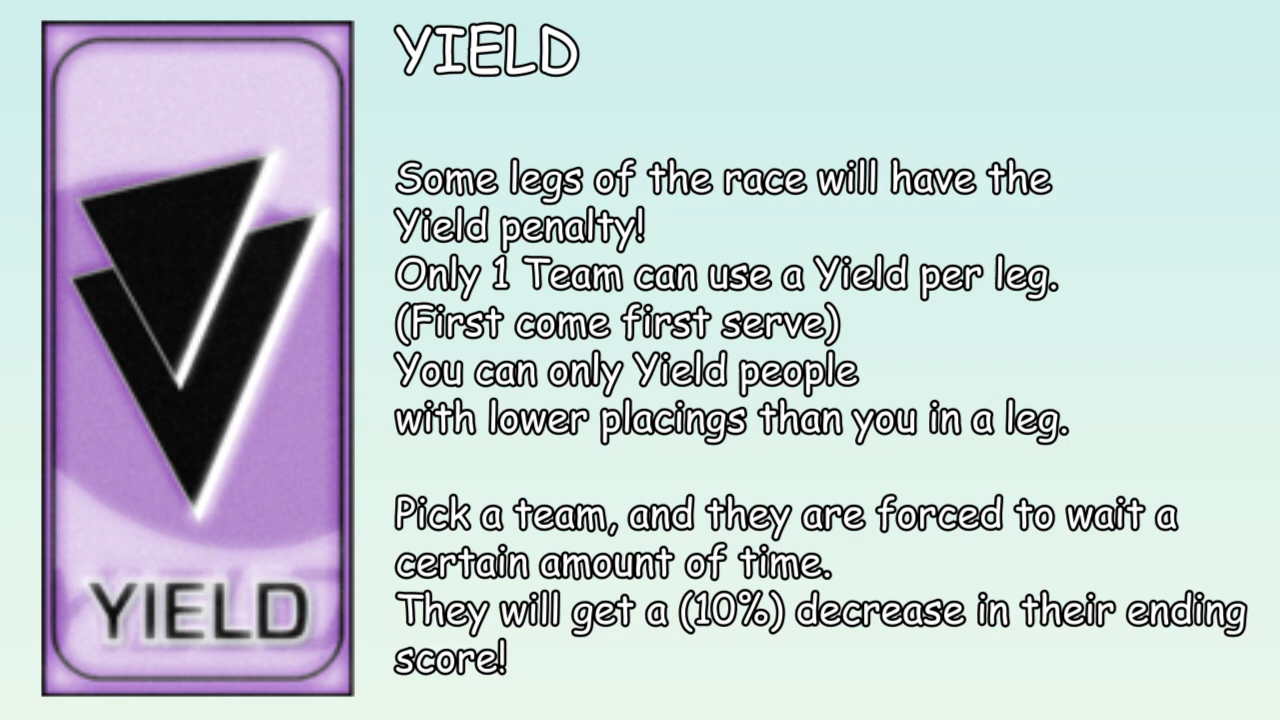 YIELD
YIELD
Some legs of the race will have the
Yield penalty!
Only 1 Team can use a Yield per leg.
(First come first serve)
You can only Yield people
with lower placings than you in a leg.
Pick a team, and they are forced to wait a
certain amount of time.
They will get a (10%) decrease in their ending
score!